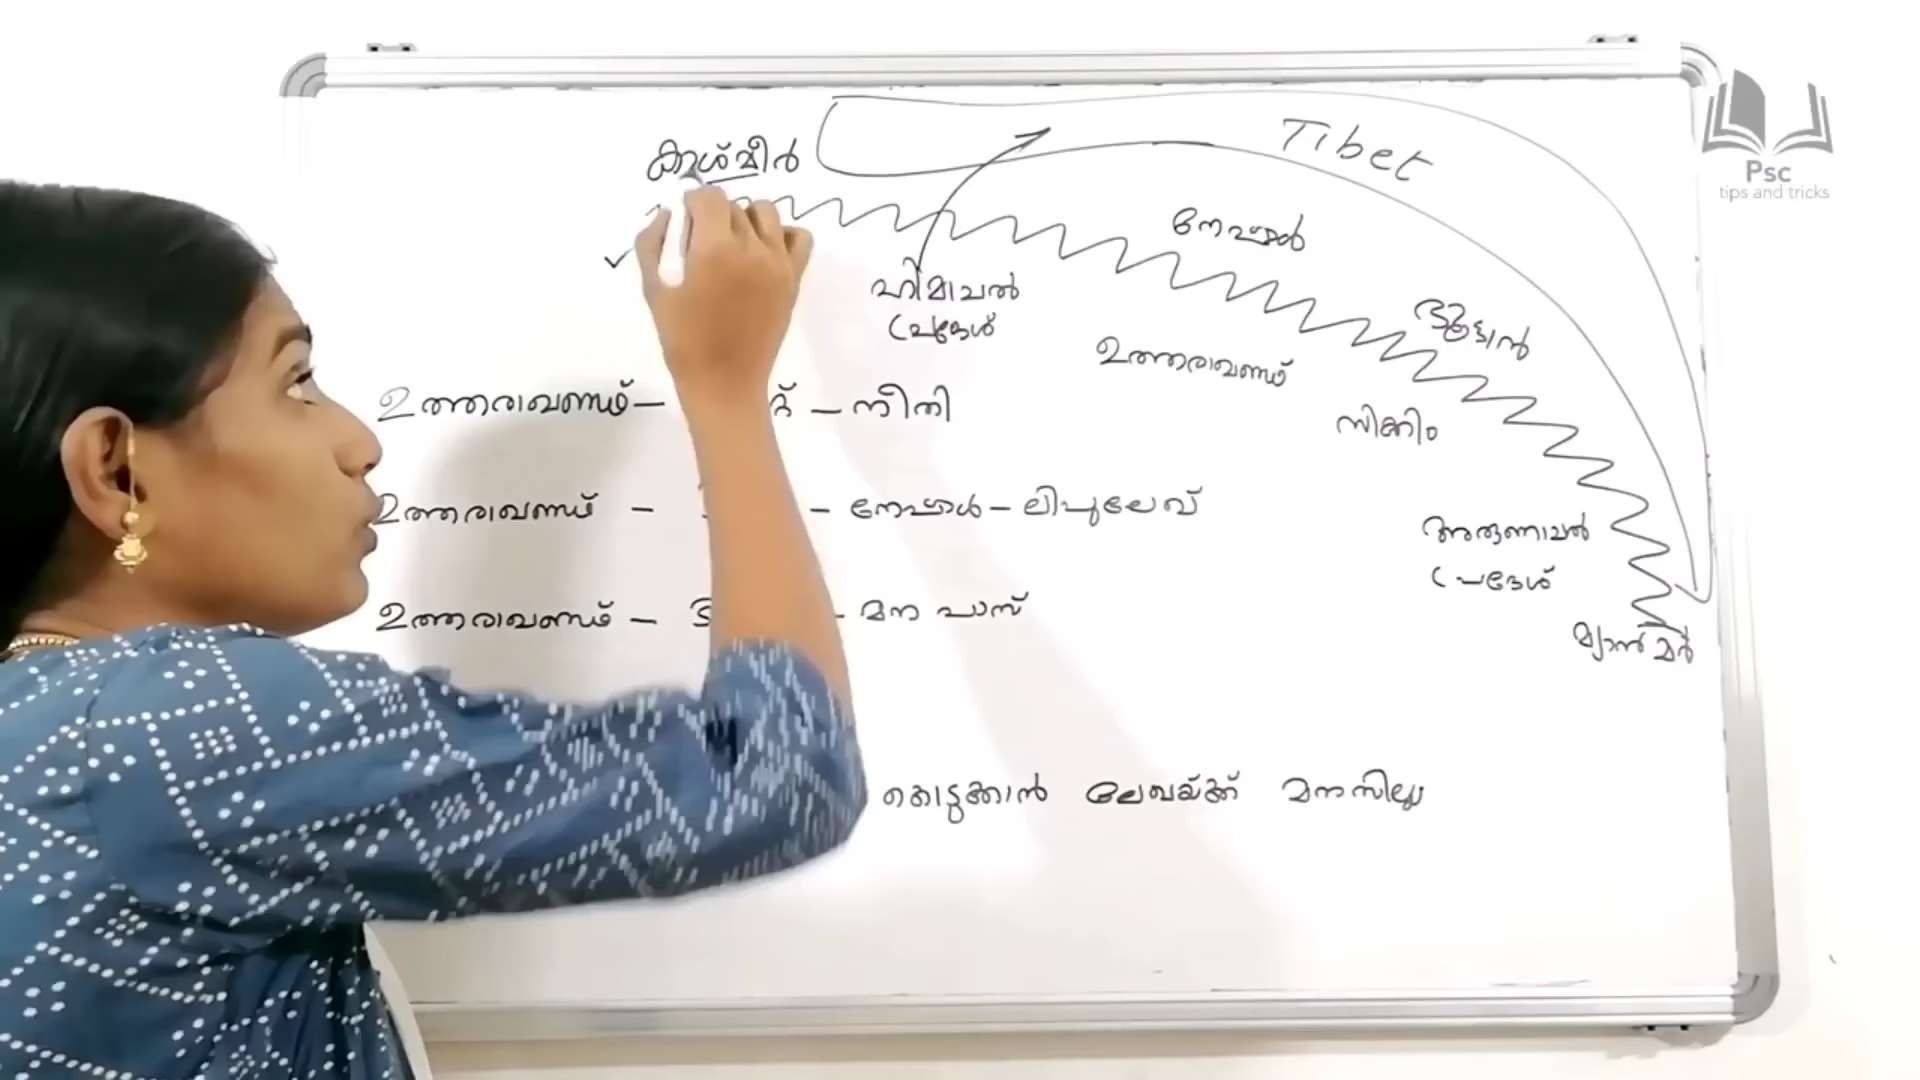 Tibet
Psc
tips and tricks
കാശ്മീർ
നേപ്പാൾ
ഹിമാചൽ
പ്രദേശ്
ഭൂട്ടാൻ
ഉത്തരാഖണ്ഡ്
സിക്കിം
ഉത്തരാഖണ്ഡ് – – നീതി
ഉത്തരാഖണ്ഡ് – – നേപ്പാൾ – ലിപുലേഖ്
അരുണാചൽ
പ്രദേശ്
ഉത്തരാഖണ്ഡ് – – മന പാസ്
മ്യാൻമർ
കൊടുക്കാൻ ലേഖയ്ക്ക് മനസില്ല